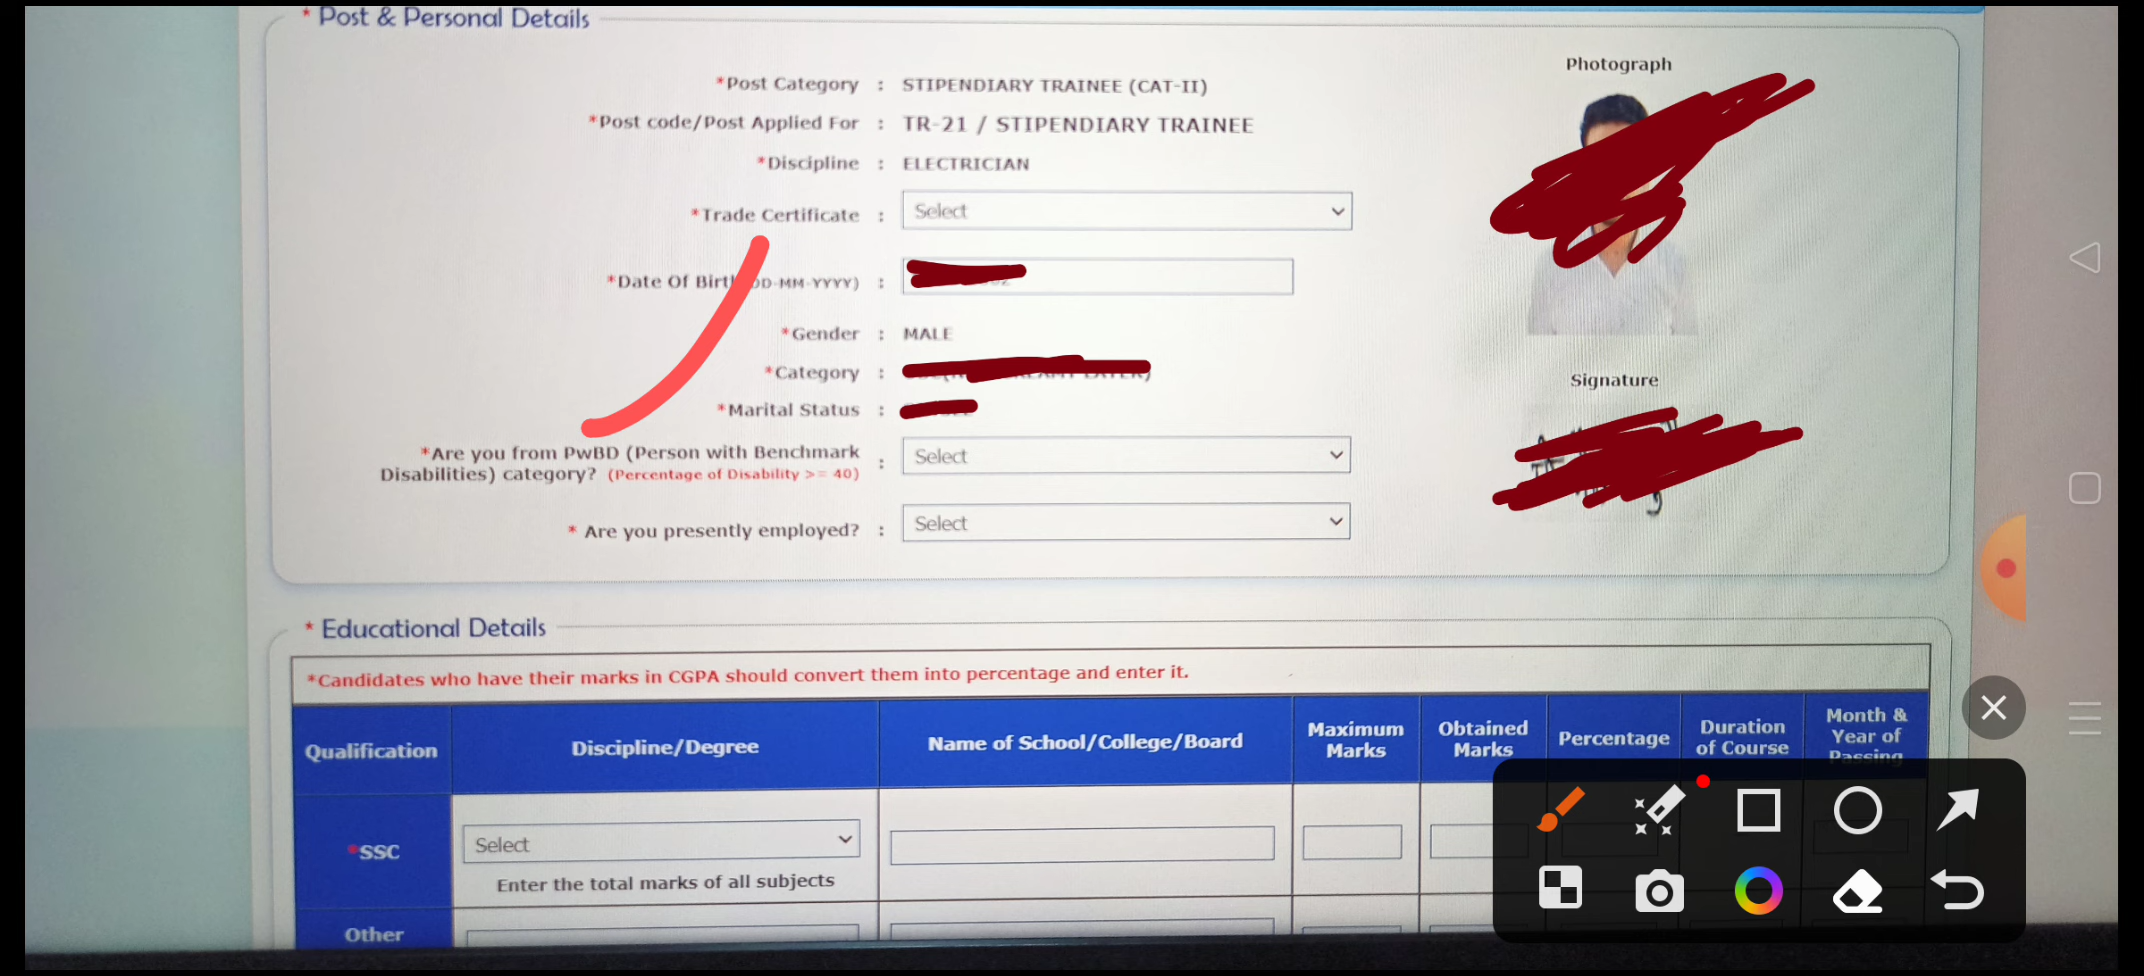 * Post & Personal Details
Photograph
*Post Category : STIPENDIARY TRAINEE (CAT-II)
*Post code/Post Applied For : TR-21 / STIPENDIARY TRAINEE
*Discipline : ELECTRICIAN
*Trade Certificate : Select
*Date Of Birth DD-MM-YYYY) :
*Gender : MALE
*Category :
Signature
*Marital Status :
*Are you from PwBD (Person with Benchmark
Disabilities) category? (Percentage of Disability >= 40) : Select
* Are you presently employed? : Select
* Educational Details
*Candidates who have their marks in CGPA should convert them into percentage and enter it.
Qualification Discipline/Degree Name of School/College/Board Maximum Marks Obtained Marks Percentage Duration of Course Month & Year of Passing
*SSC Select
Enter the total marks of all subjects
Other